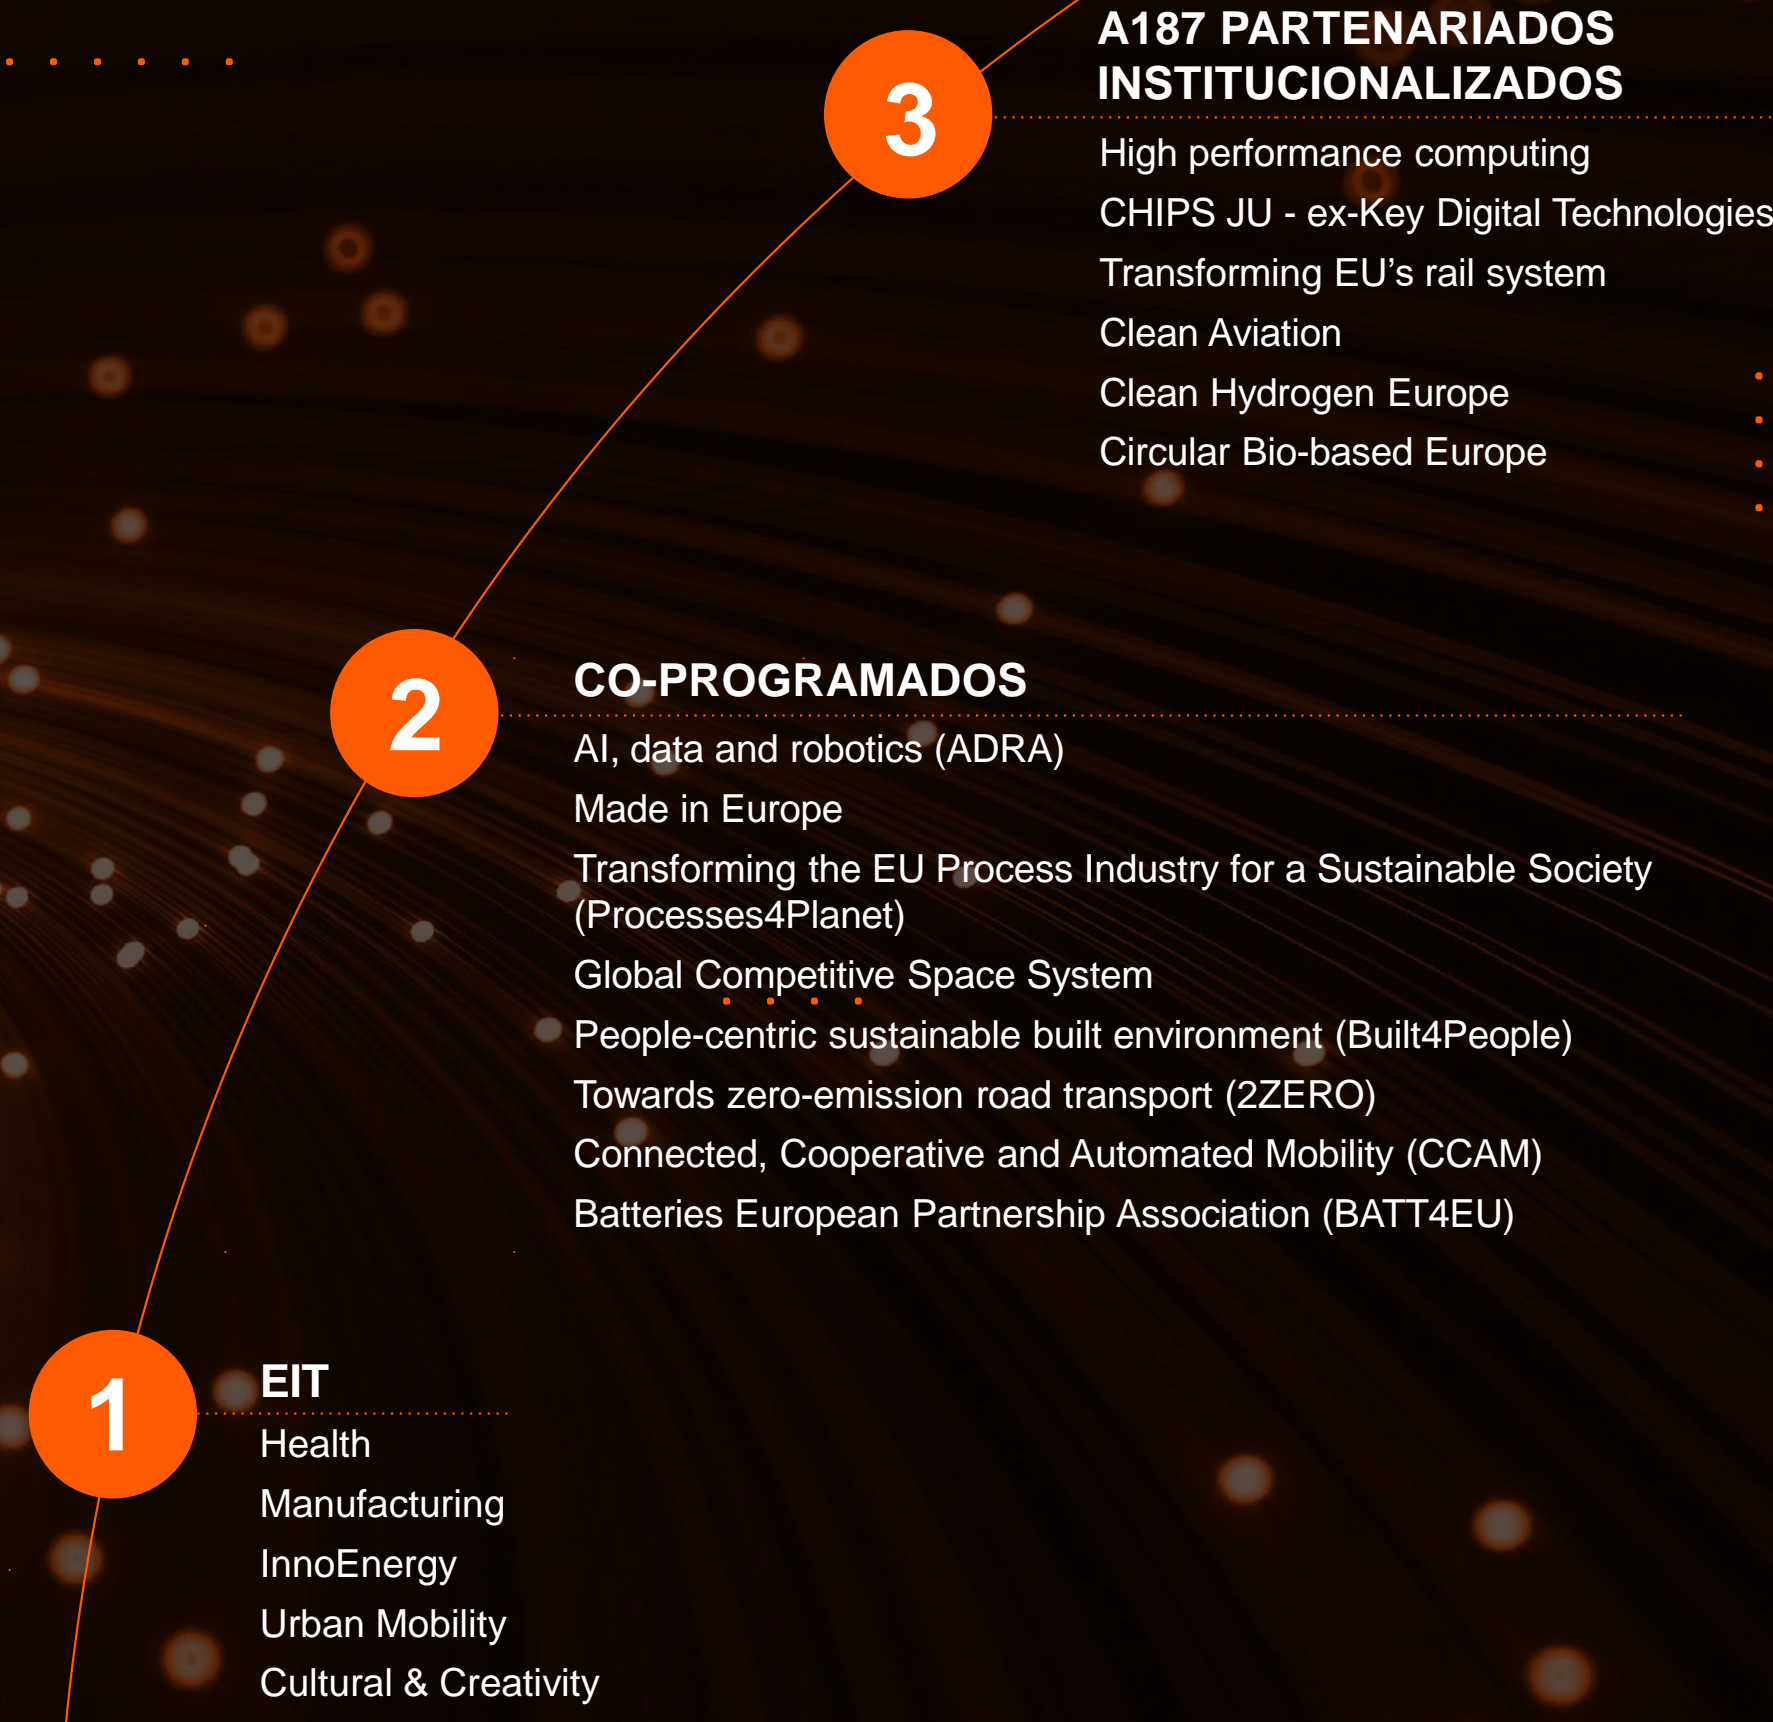 3
A187 PARTENARIADOS
INSTITUCIONALIZADOS
High performance computing
CHIPS JU - ex-Key Digital Technologies
Transforming EU’s rail system
Clean Aviation
Clean Hydrogen Europe
Circular Bio-based Europe
2
CO-PROGRAMADOS
AI, data and robotics (ADRA)
Made in Europe
Transforming the EU Process Industry for a Sustainable Society
(Processes4Planet)
Global Competitive Space System
People-centric sustainable built environment (Built4People)
Towards zero-emission road transport (2ZERO)
Connected, Cooperative and Automated Mobility (CCAM)
Batteries European Partnership Association (BATT4EU)
1
EIT
Health
Manufacturing
InnoEnergy
Urban Mobility
Cultural & Creativity